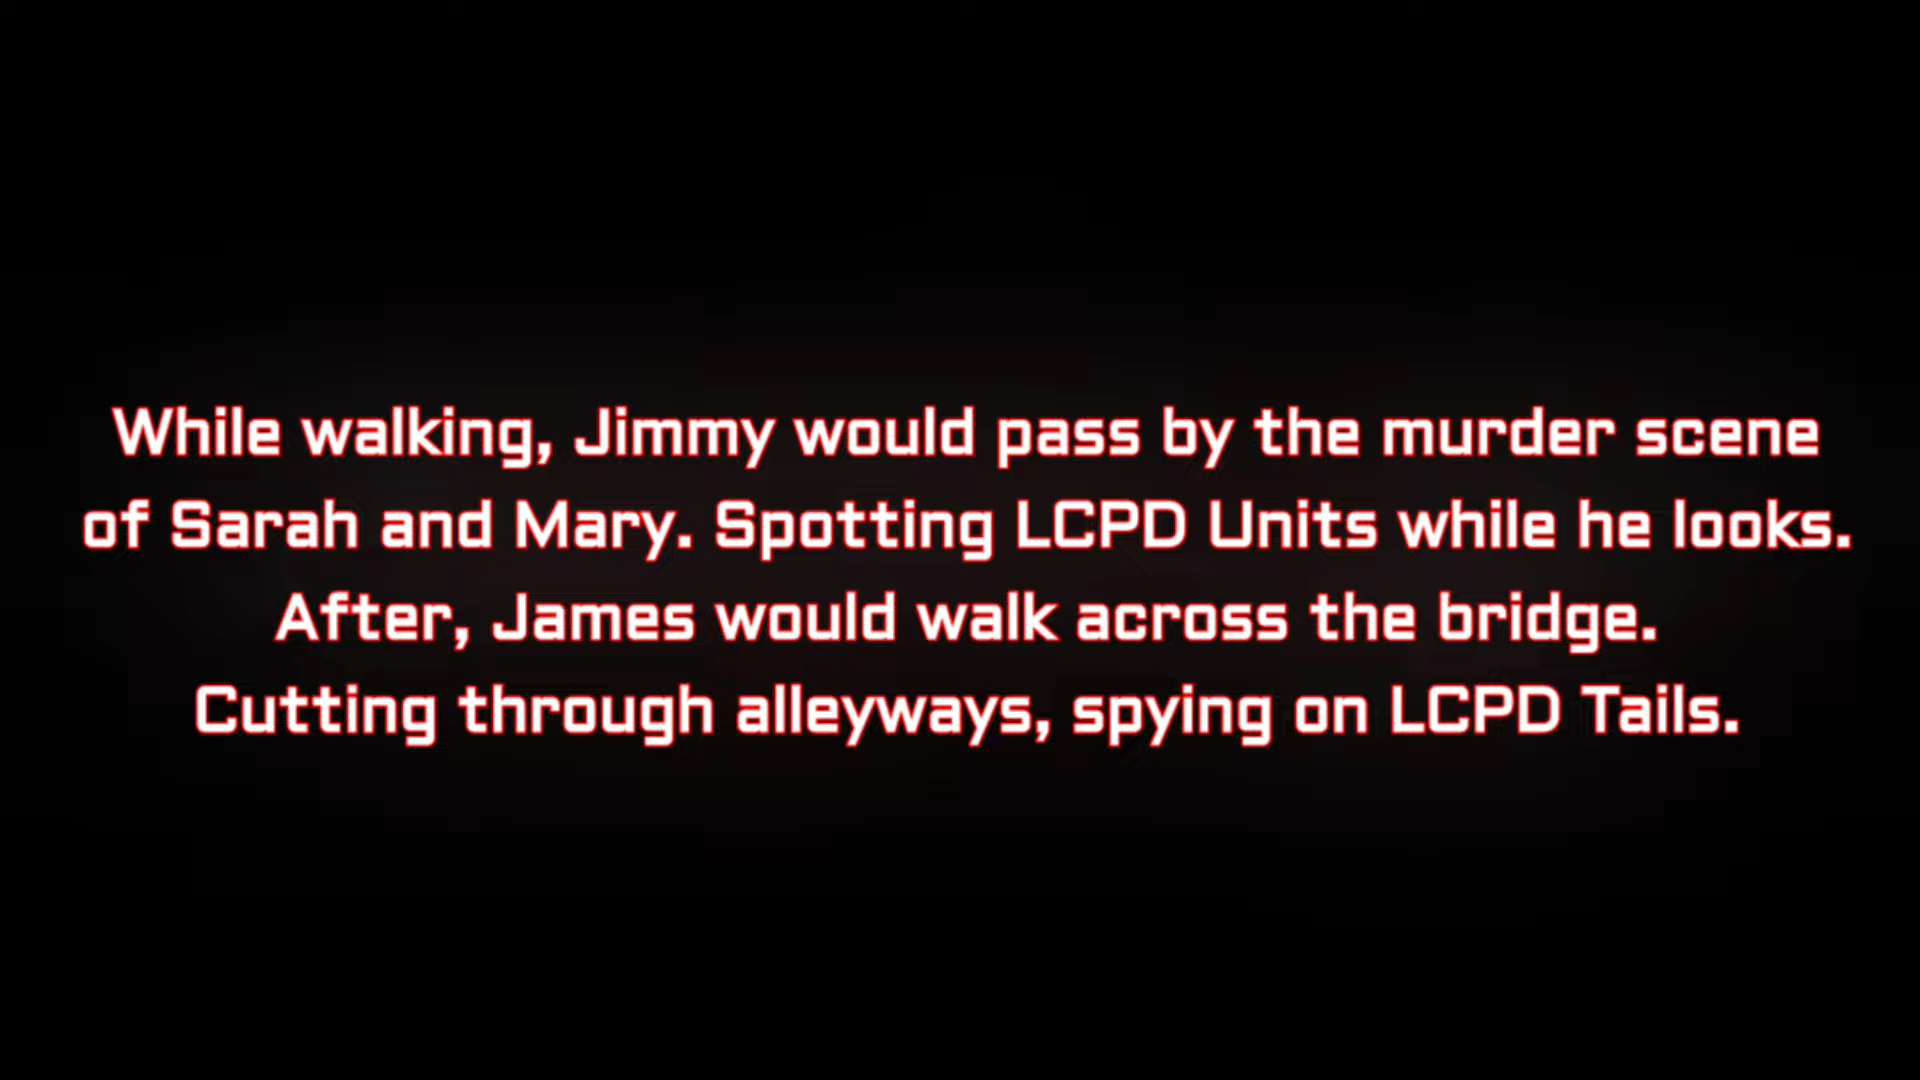 While walking, Jimmy would pass by the murder scene
of Sarah and Mary. Spotting LCPD Units while he looks.
After, James would walk across the bridge.
Cutting through alleyways, spying on LCPD Tails.